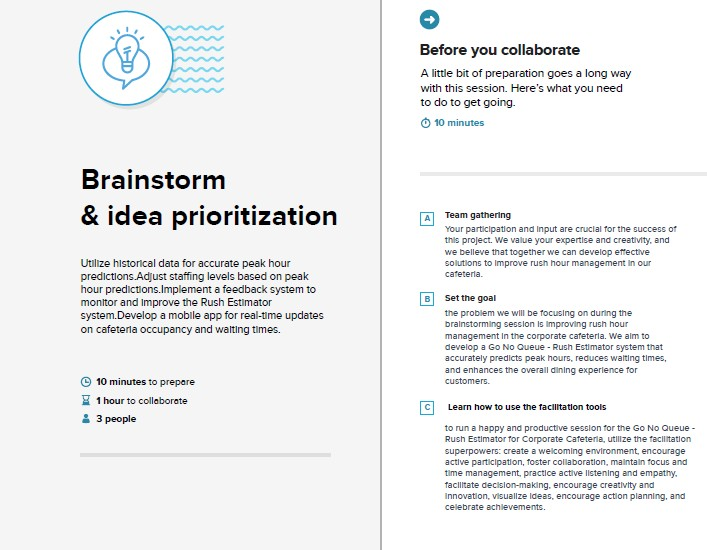 Brainstorm
& idea prioritization
Utilize historical data for accurate peak hour
predictions.Adjust staffing levels based on peak
hour predictions.Implement a feedback system to
monitor and improve the Rush Estimator
system.Develop a mobile app for real-time updates
on cafeteria occupancy and waiting times.
10 minutes to prepare
1 hour to collaborate
3 people
Before you collaborate
A little bit of preparation goes a long way
with this session. Here's what you need
to do to get going.
10 minutes
A
Team gathering
Your participation and input are crucial for the success of
this project. We value your expertise and creativity, and
we believe that together we can develop effective
solutions to improve rush hour management in our
cafeteria.
B
Set the goal
the problem we will be focusing on during the
brainstorming session is improving rush hour
management in the corporate cafeteria. We aim to
develop a Go No Queue - Rush Estimator system that
accurately predicts peak hours, reduces waiting times,
and enhances the overall dining experience for
customers.
C
Learn how to use the facilitation tools
to run a happy and productive session for the Go No Queue -
Rush Estimator for Corporate Cafeteria, utilize the facilitation
superpowers: create a welcoming environment, encourage
active participation, foster collaboration, maintain focus and
time management, practice active listening and empathy,
facilitate decision-making, encourage creativity and
innovation, visualize ideas, encourage action planning, and
celebrate achievements.